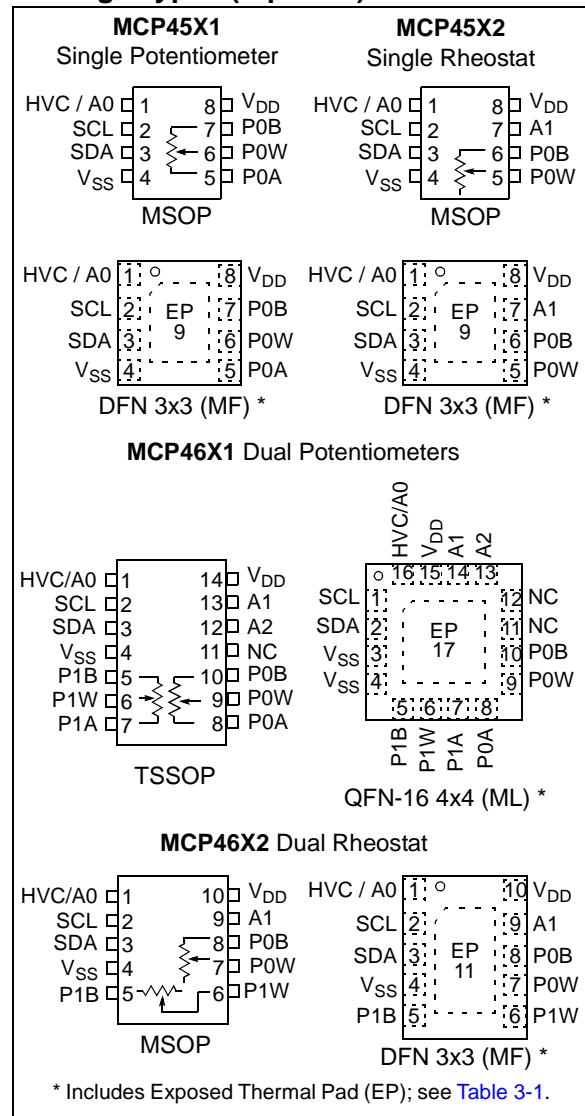 MCP45X1
Single Potentiometer
HVC / A0 1 8 VDD
SCL 2 7 P0B
SDA 3 6 P0W
VSS 4 5 P0A
MSOP
MCP45X2
Single Rheostat
HVC / A0 1 8 VDD
SCL 2 7 A1
SDA 3 6 P0B
VSS 4 5 P0W
MSOP
HVC / A0 1 8 VDD
SCL 2 EP 7 P0B
SDA 3 9 6 P0W
VSS 4 5 P0A
DFN 3x3 (MF) *
HVC / A0 1 8 VDD
SCL 2 EP 7 A1
SDA 3 9 6 P0B
VSS 4 5 P0W
DFN 3x3 (MF) *
MCP46X1 Dual Potentiometers
HVC/A0 1 14 VDD
SCL 2 13 A1
SDA 3 12 A2
VSS 4 11 NC
P1B 5 10 P0B
P1W 6 9 P0W
P1A 7 8 P0A
TSSOP
HVC/A0 VDD A1 A2
16 15 14 13
SCL 1 12 NC
SDA 2 EP 11 NC
VSS 3 17 10 P0B
VSS 4 9 P0W
5 6 7 8
P1B P1W P1A P0A
QFN-16 4x4 (ML) *
MCP46X2 Dual Rheostat
HVC/A0 1 10 VDD
SCL 2 9 A1
SDA 3 8 P0B
VSS 4 7 P0W
P1B 5 6 P1W
MSOP
HVC / A0 1 10 VDD
SCL 2 9 A1
SDA 3 EP 8 P0B
VSS 4 11 7 P0W
P1B 5 6 P1W
DFN 3x3 (MF) *
* Includes Exposed Thermal Pad (EP); see Table 3-1.